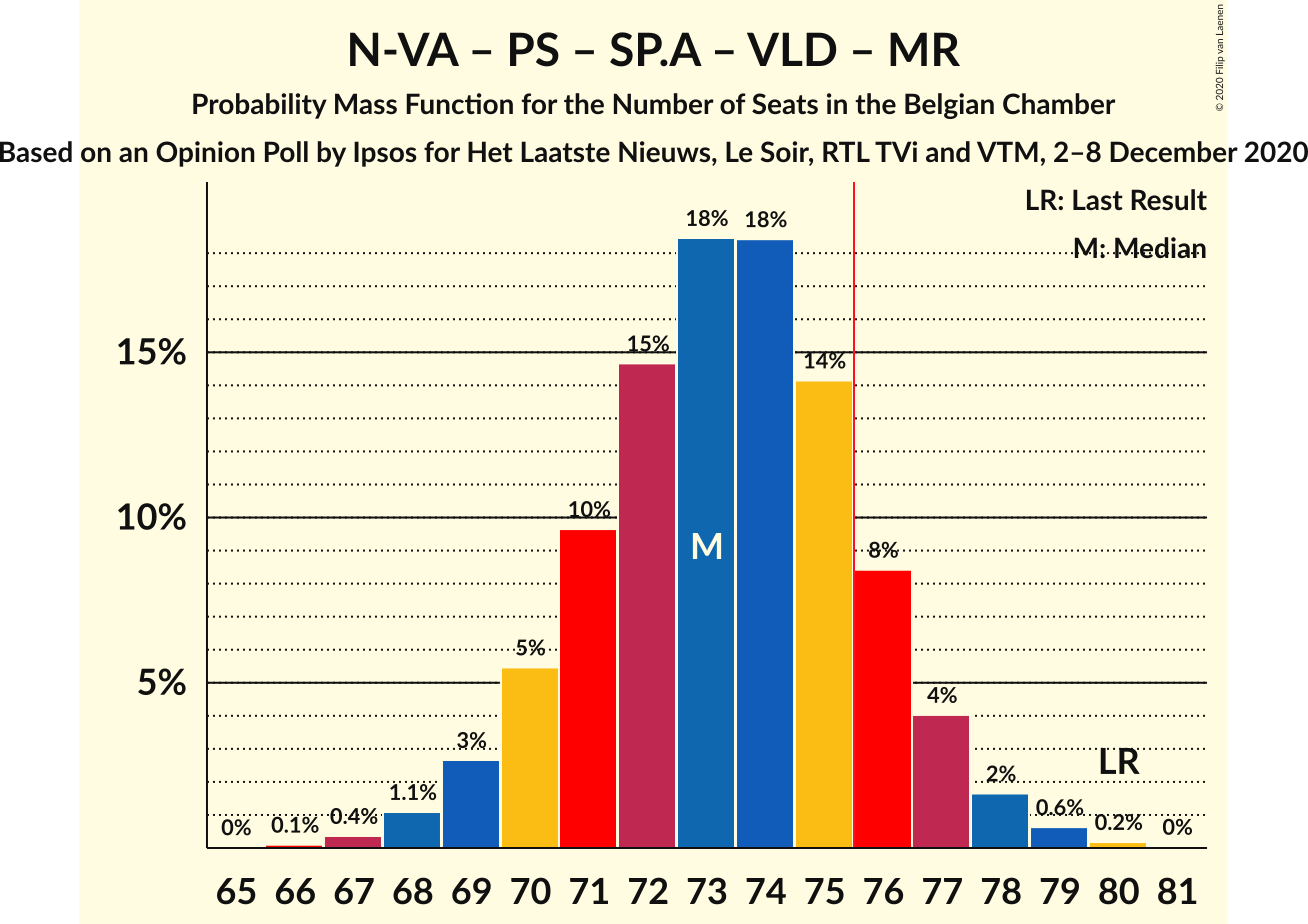 N-VA – PS – SP.A – VLD – MR
Probability Mass Function for the Number of Seats in the Belgian Chamber
Based on an Opinion Poll by Ipsos for Het Laatste Nieuws, Le Soir, RTL TVi and VTM, 2–8 December 2020
© 2020 Filip van Laenen
LR: Last Result
M: Median
15%
10%
5%
0%
0.1%
0.4%
1.1%
3%
5%
10%
15%
18%
18%
14%
8%
4%
2%
0.6%
0.2%
0%
M
LR
65 66 67 68 69 70 71 72 73 74 75 76 77 78 79 80 81